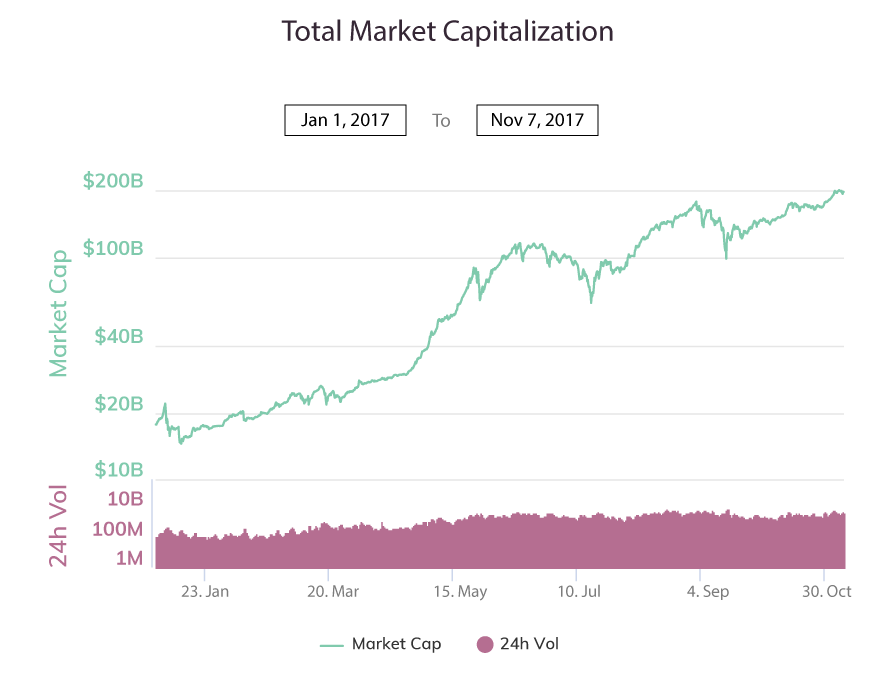 Total Market Capitalization
Jan 1, 2017 To Nov 7, 2017
Market Cap
$200B
$100B
$40B
$20B
$10B
24h Vol
10B
100M
1M
23. Jan 20. Mar 15. May 10. Jul 4. Sep 30. Oct
Market Cap 24h Vol